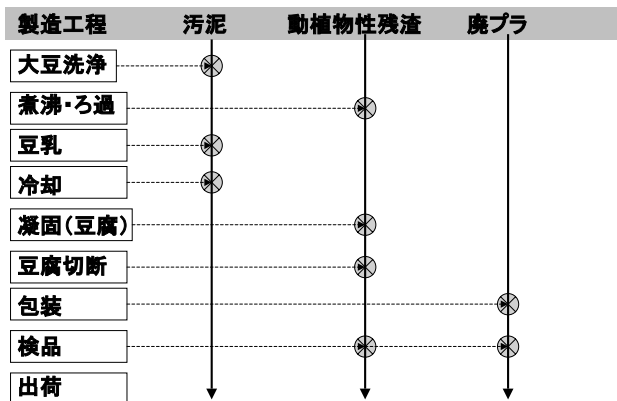 製造工程 汚泥 動植物性残渣 廃プラ
大豆洗浄
煮沸・ろ過
豆乳
冷却
凝固(豆腐)
豆腐切断
包装
検品
出荷